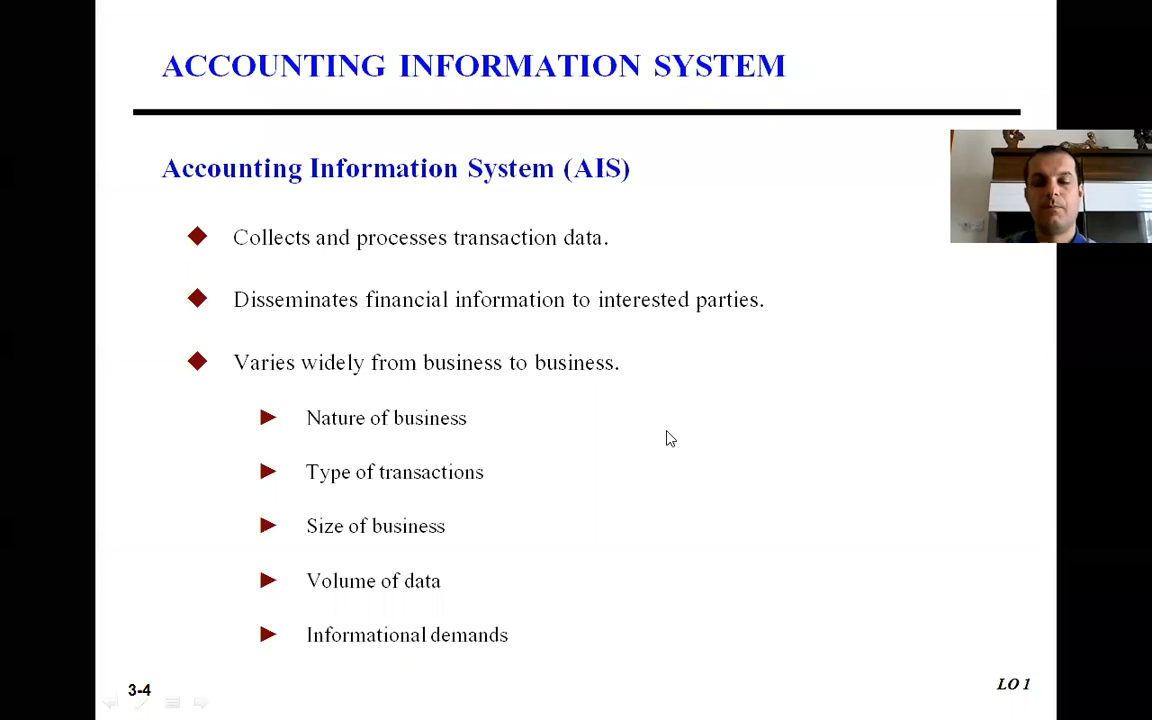 ACCOUNTING INFORMATION SYSTEM
Accounting Information System (AIS)
Collects and processes transaction data.
Disseminates financial information to interested parties.
Varies widely from business to business.
Nature of business
Type of transactions
Size of business
Volume of data
Informational demands
3-4
LO 1